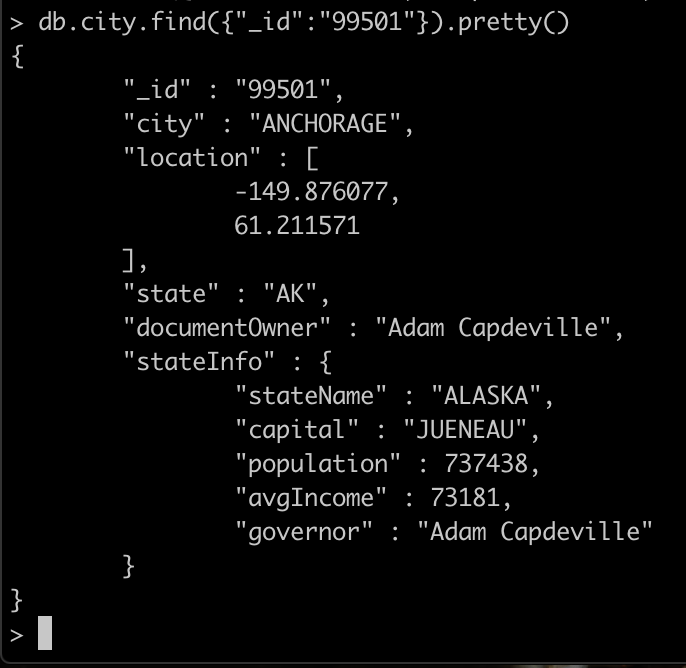 > db.city.find({"_id":"99501"}).pretty()
{
"_id" : "99501",
"city" : "ANCHORAGE",
"location" : [
-149.876077,
61.211571
],
"state" : "AK",
"documentOwner" : "Adam Capdeville",
"stateInfo" : {
"stateName" : "ALASKA",
"capital" : "JUENEAU",
"population" : 737438,
"avgIncome" : 73181,
"governor" : "Adam Capdeville"
}
}
>